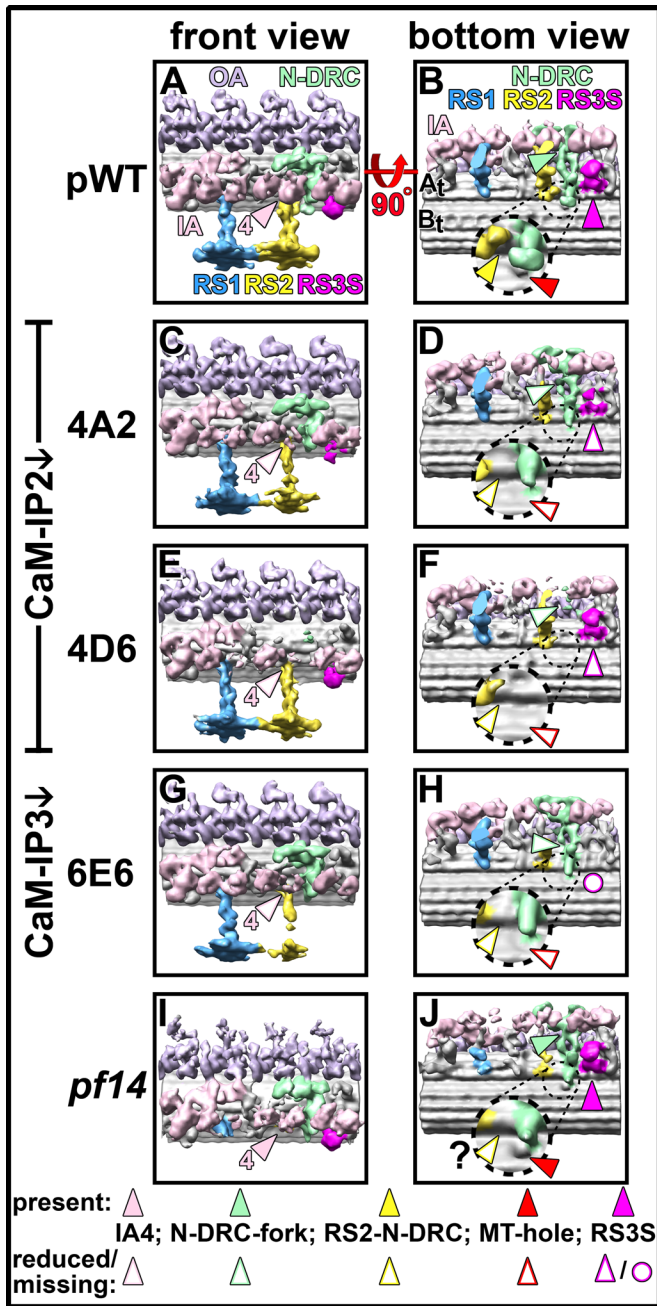 front view bottom view
A OA N-DRC
B N-DRC
RS1 RS2 RS3S
IA
pWT
90°
At
Bt
IA 4
RS1 RS2 RS3S
CaM-IP2↓
4A2
C
4
D
4D6
E
4
F
CaM-IP3↓
6E6
G
4
H
pf14
I
4
J
?
present:
IA4; N-DRC-fork; RS2-N-DRC; MT-hole; RS3S
reduced/
missing: /